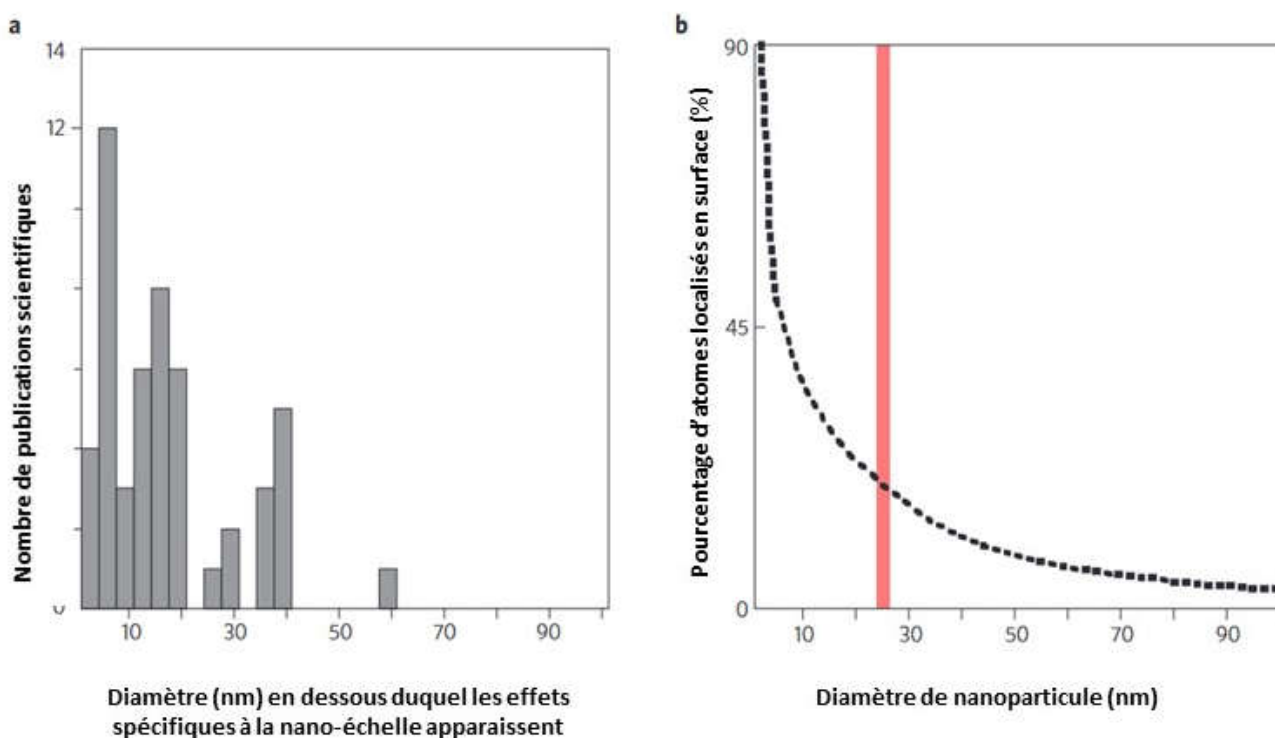 a
14
12
0
Nombre de publications scientifiques
10
30
50
70
90
Diamètre (nm) en dessous duquel les effets
spécifiques à la nano-échelle apparaissent
b
90
45
0
Pourcentage d'atomes localisés en surface (%)
10
30
50
70
90
Diamètre de nanoparticule (nm)